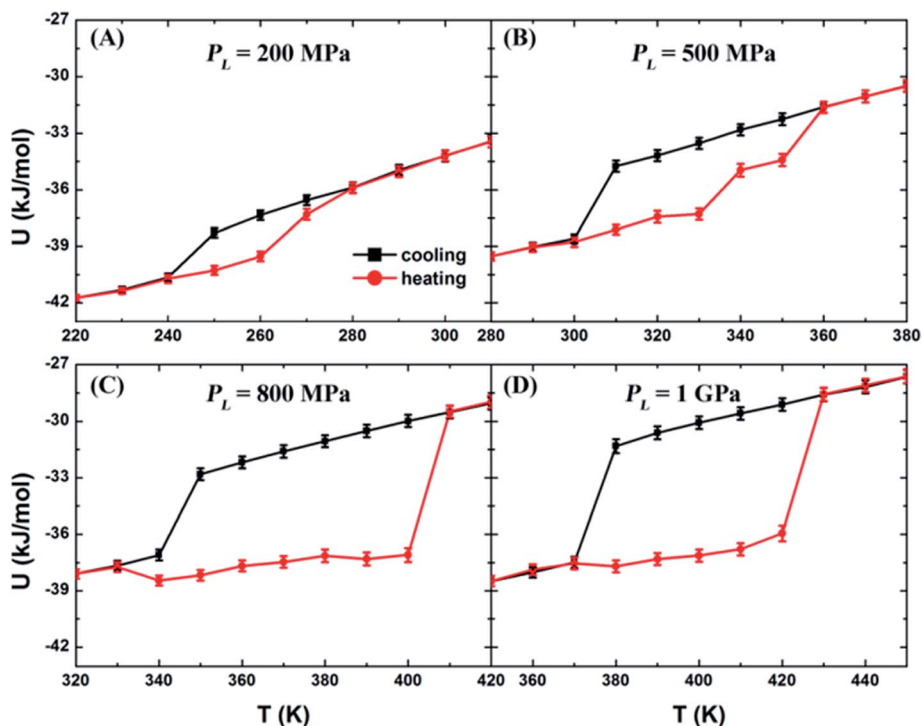 (A) P_L = 200 MPa
(B) P_L = 500 MPa
-27
-30
-33
-36
-39
-42
U (kJ/mol)
cooling
heating
220 240 260 280 300 280 300 320 340 360 380
(C) P_L = 800 MPa
(D) P_L = 1 GPa
-27
-30
-33
-36
-39
-42
U (kJ/mol)
320 340 360 380 400 420 360 380 400 420 440
T (K) T (K)